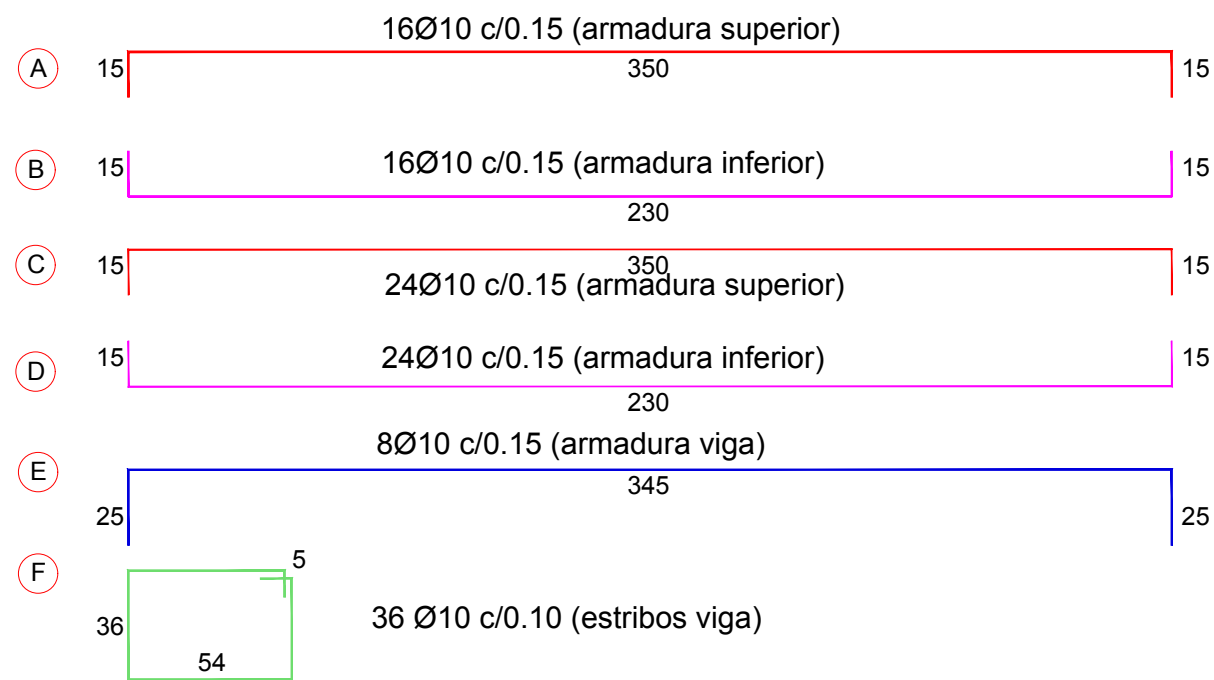 16Ø10 c/0.15 (armadura superior)
A 15 350 15
B 15 16Ø10 c/0.15 (armadura inferior) 15
230
C 15 350 15
24Ø10 c/0.15 (armadura superior)
D 15 24Ø10 c/0.15 (armadura inferior) 15
230
8Ø10 c/0.15 (armadura viga)
E 345
25 25
F 5
36 36 Ø10 c/0.10 (estribos viga)
54